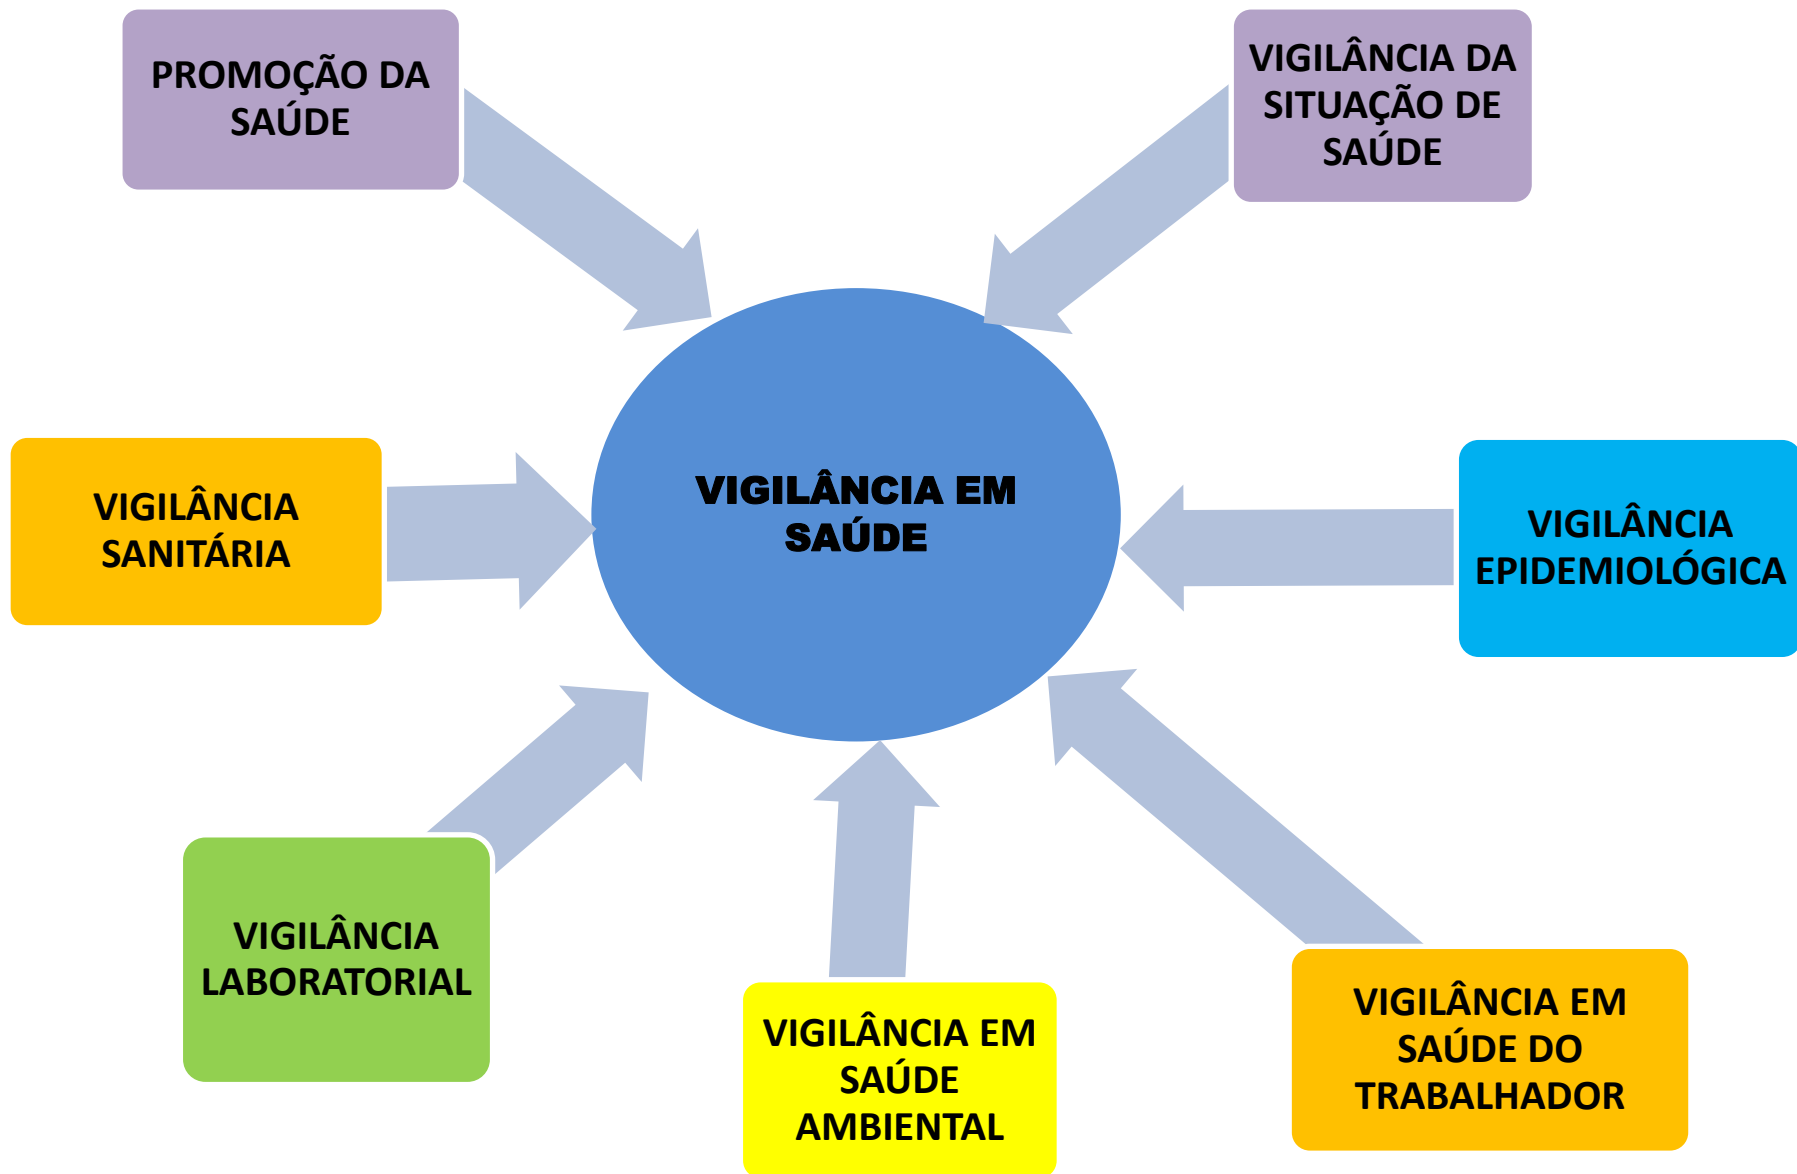 PROMOÇÃO DA
SAÚDE
VIGILÂNCIA DA
SITUAÇÃO DE
SAÚDE
VIGILÂNCIA
SANITÁRIA
VIGILÂNCIA EM
SAÚDE
VIGILÂNCIA
EPIDEMIOLÓGICA
VIGILÂNCIA
LABORATORIAL
VIGILÂNCIA EM
SAÚDE
AMBIENTAL
VIGILÂNCIA EM
SAÚDE DO
TRABALHADOR